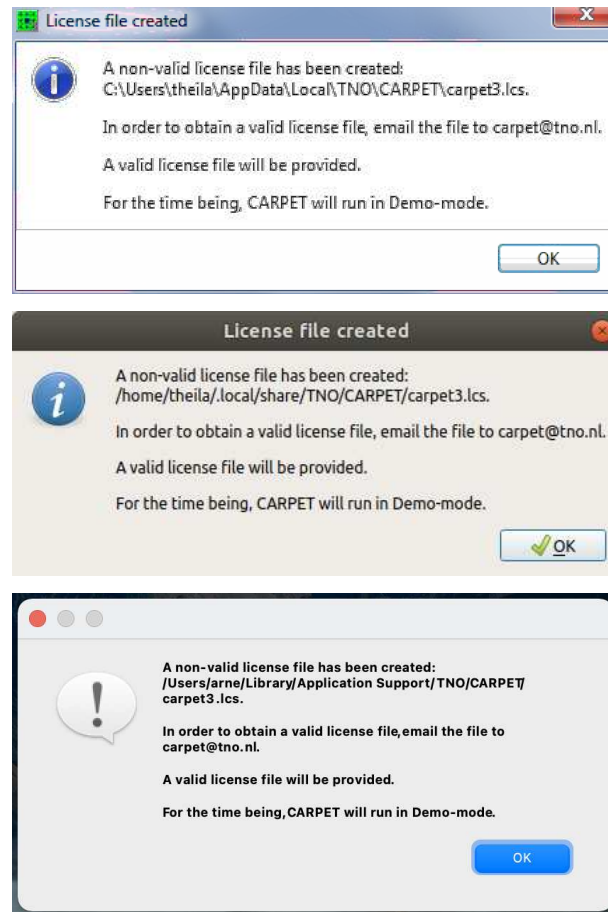 License file created
A non-valid license file has been created:
C:\Users\theila\AppData\Local\TNO\CARPET\carpet3.lcs.
In order to obtain a valid license file, email the file to carpet@tno.nl.
A valid license file will be provided.
For the time being, CARPET will run in Demo-mode.
OK
License file created
A non-valid license file has been created:
/home/theila/.local/share/TNO/CARPET/carpet3.lcs.
In order to obtain a valid license file, email the file to carpet@tno.nl.
A valid license file will be provided.
For the time being, CARPET will run in Demo-mode.
OK
A non-valid license file has been created:
/Users/arne/Library/Application Support/TNO/CARPET/
carpet3.lcs.
In order to obtain a valid license file,email the file to
carpet@tno.nl.
A valid license file will be provided.
For the time being,CARPET will run in Demo-mode.
OK